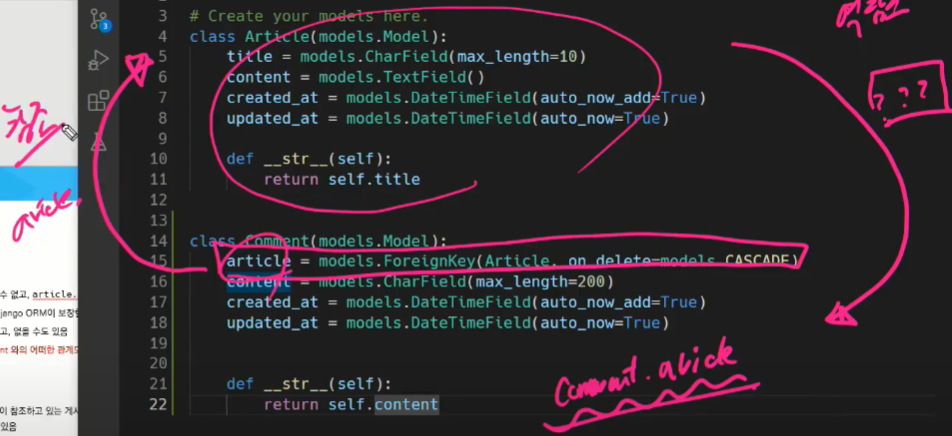 역참조
3 # Create your models here.
4 class Article(models.Model):
5 title = models.CharField(max_length=10)
6 content = models.TextField()
7 created_at = models.DateTimeField(auto_now_add=True)
8 updated_at = models.DateTimeField(auto_now=True)
9
10 def __str__(self):
11 return self.title
12
13
14 class Comment(models.Model):
15 article = models.ForeignKey(Article, on_delete=models.CASCADE)
16 content = models.CharField(max_length=200)
17 created_at = models.DateTimeField(auto_now_add=True)
18 updated_at = models.DateTimeField(auto_now=True)
19
20
21 def __str__(self):
22 return self.content
3
? ? ?
참조
article.
수 없고, article.
jango ORM이 보장
고, 없을 수도 있음
nt 와의 어떠한 관계도
이 참조하고 있는 게시
Comment.article